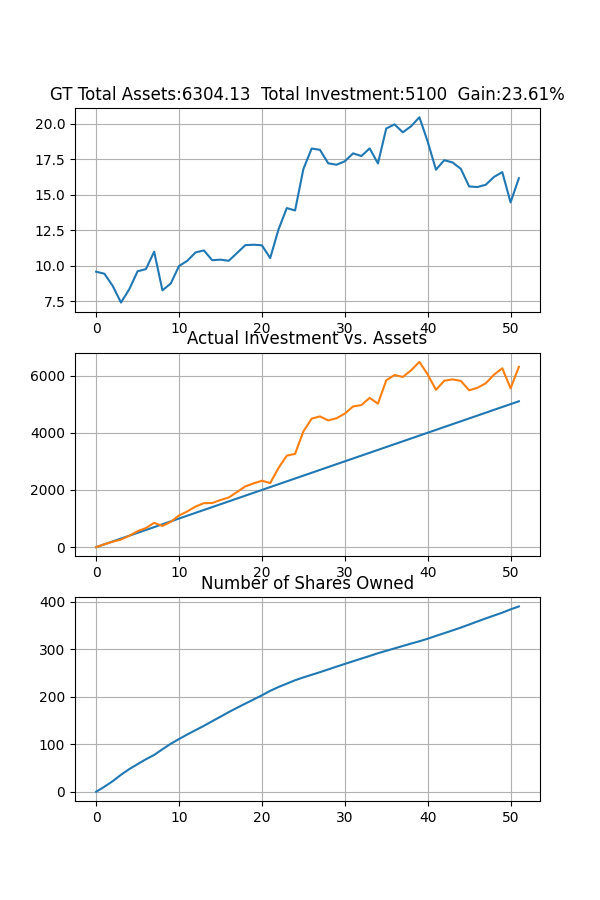 GT Total Assets:6304.13 Total Investment:5100 Gain:23.61%
20.0
17.5
15.0
12.5
10.0
7.5
0 10 20 30 40 50
Actual Investment vs. Assets
6000
4000
2000
0
0 10 20 30 40 50
Number of Shares Owned
400
300
200
100
0
0 10 20 30 40 50